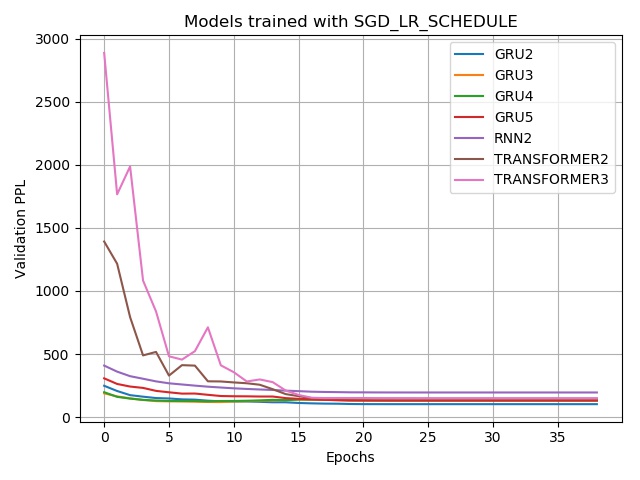 Models trained with SGD_LR_SCHEDULE
Validation PPL
3000
2500
2000
1500
1000
500
0
GRU2
GRU3
GRU4
GRU5
RNN2
TRANSFORMER2
TRANSFORMER3
0 5 10 15 20 25 30 35
Epochs